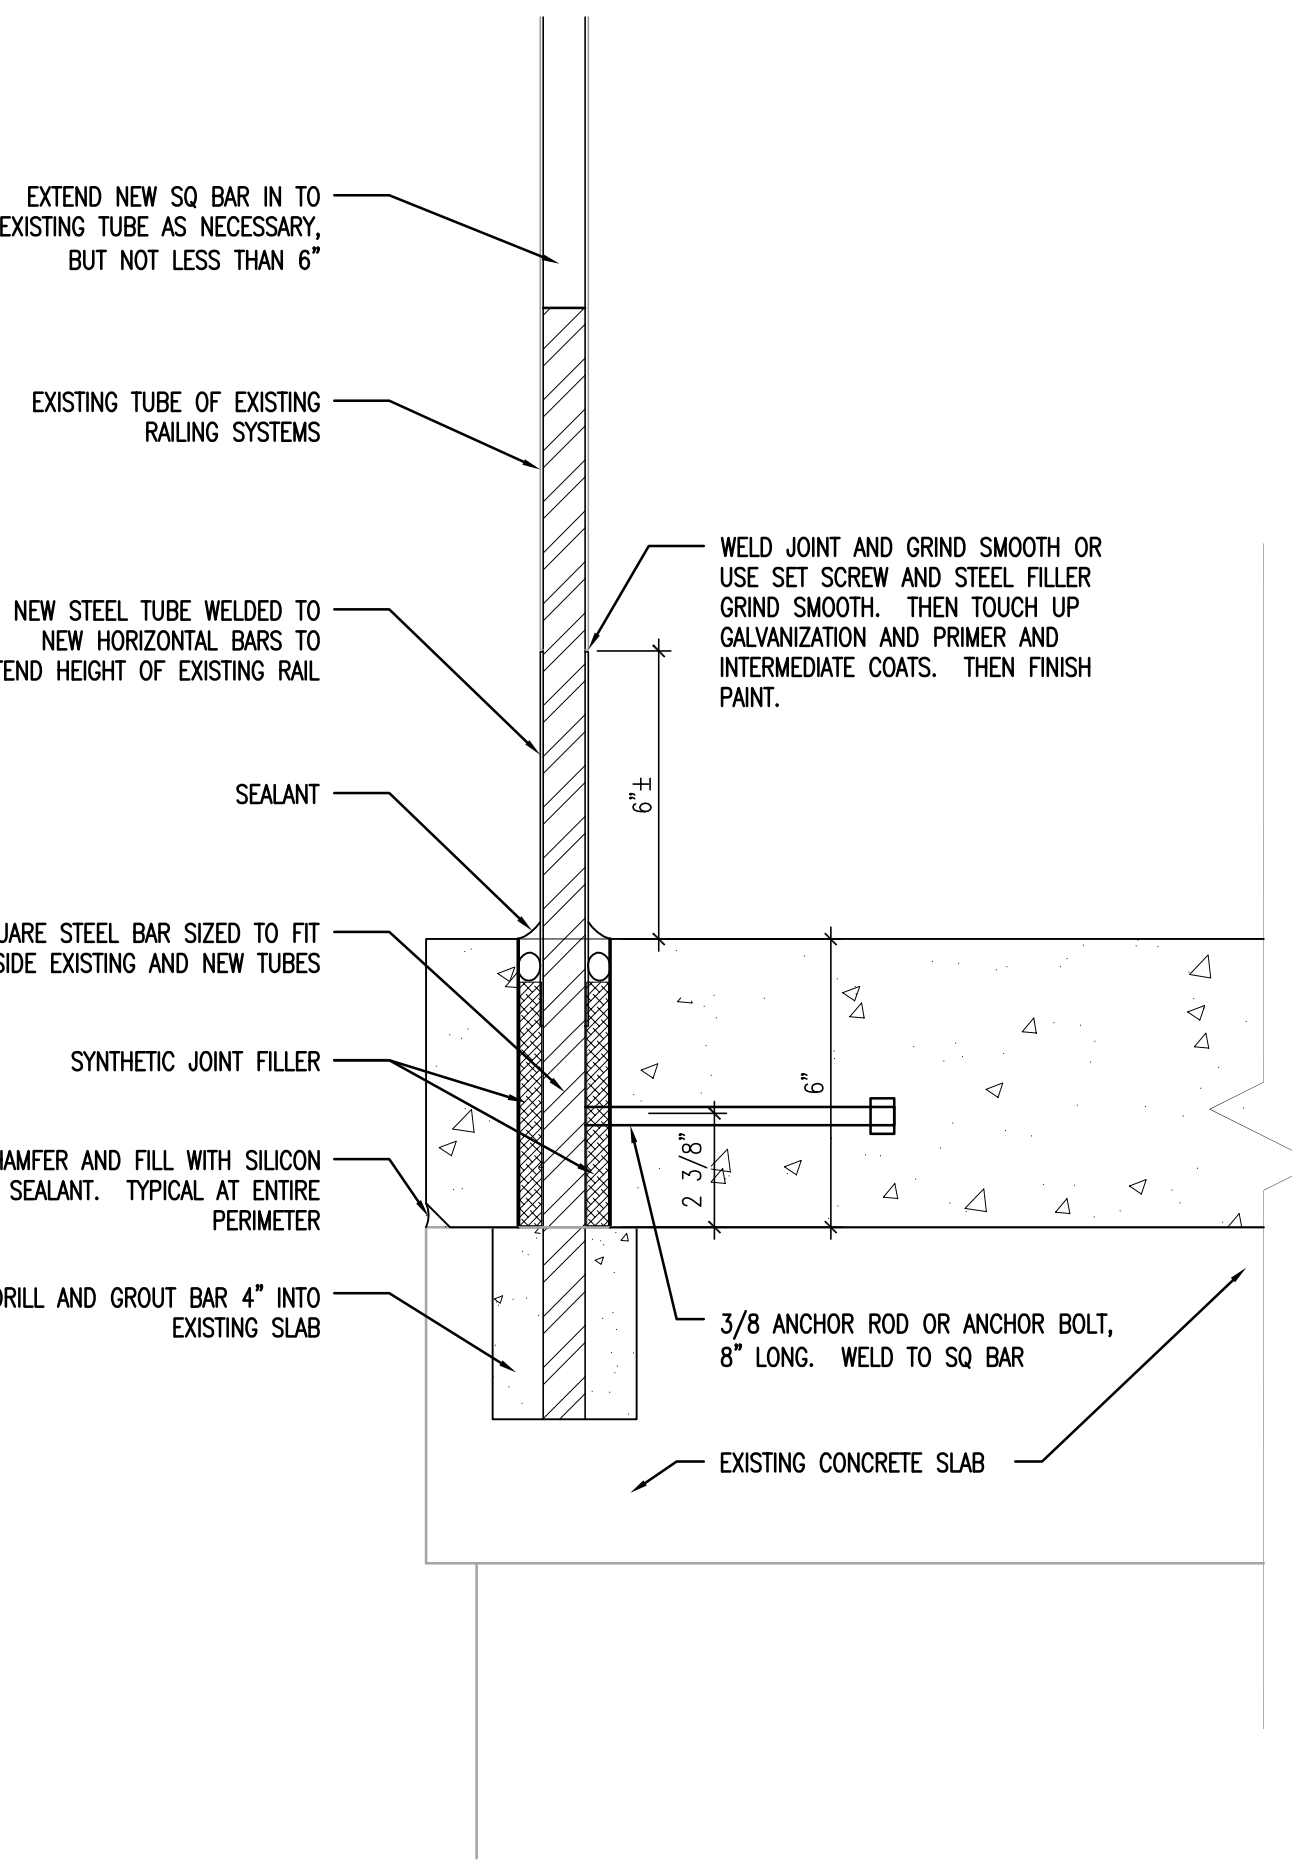 EXTEND NEW SQ BAR IN TO
EXISTING TUBE AS NECESSARY,
BUT NOT LESS THAN 6"
EXISTING TUBE OF EXISTING
RAILING SYSTEMS
WELD JOINT AND GRIND SMOOTH OR
USE SET SCREW AND STEEL FILLER
GRIND SMOOTH. THEN TOUCH UP
GALVANIZATION AND PRIMER AND
INTERMEDIATE COATS. THEN FINISH
PAINT.
NEW STEEL TUBE WELDED TO
NEW HORIZONTAL BARS TO
TEND HEIGHT OF EXISTING RAIL
6"±
SEALANT
UARE STEEL BAR SIZED TO FIT
SIDE EXISTING AND NEW TUBES
SYNTHETIC JOINT FILLER
6"
2 3/8"
HAMFER AND FILL WITH SILICON
SEALANT. TYPICAL AT ENTIRE
PERIMETER
DRILL AND GROUT BAR 4" INTO
EXISTING SLAB
3/8 ANCHOR ROD OR ANCHOR BOLT,
8" LONG. WELD TO SQ BAR
EXISTING CONCRETE SLAB